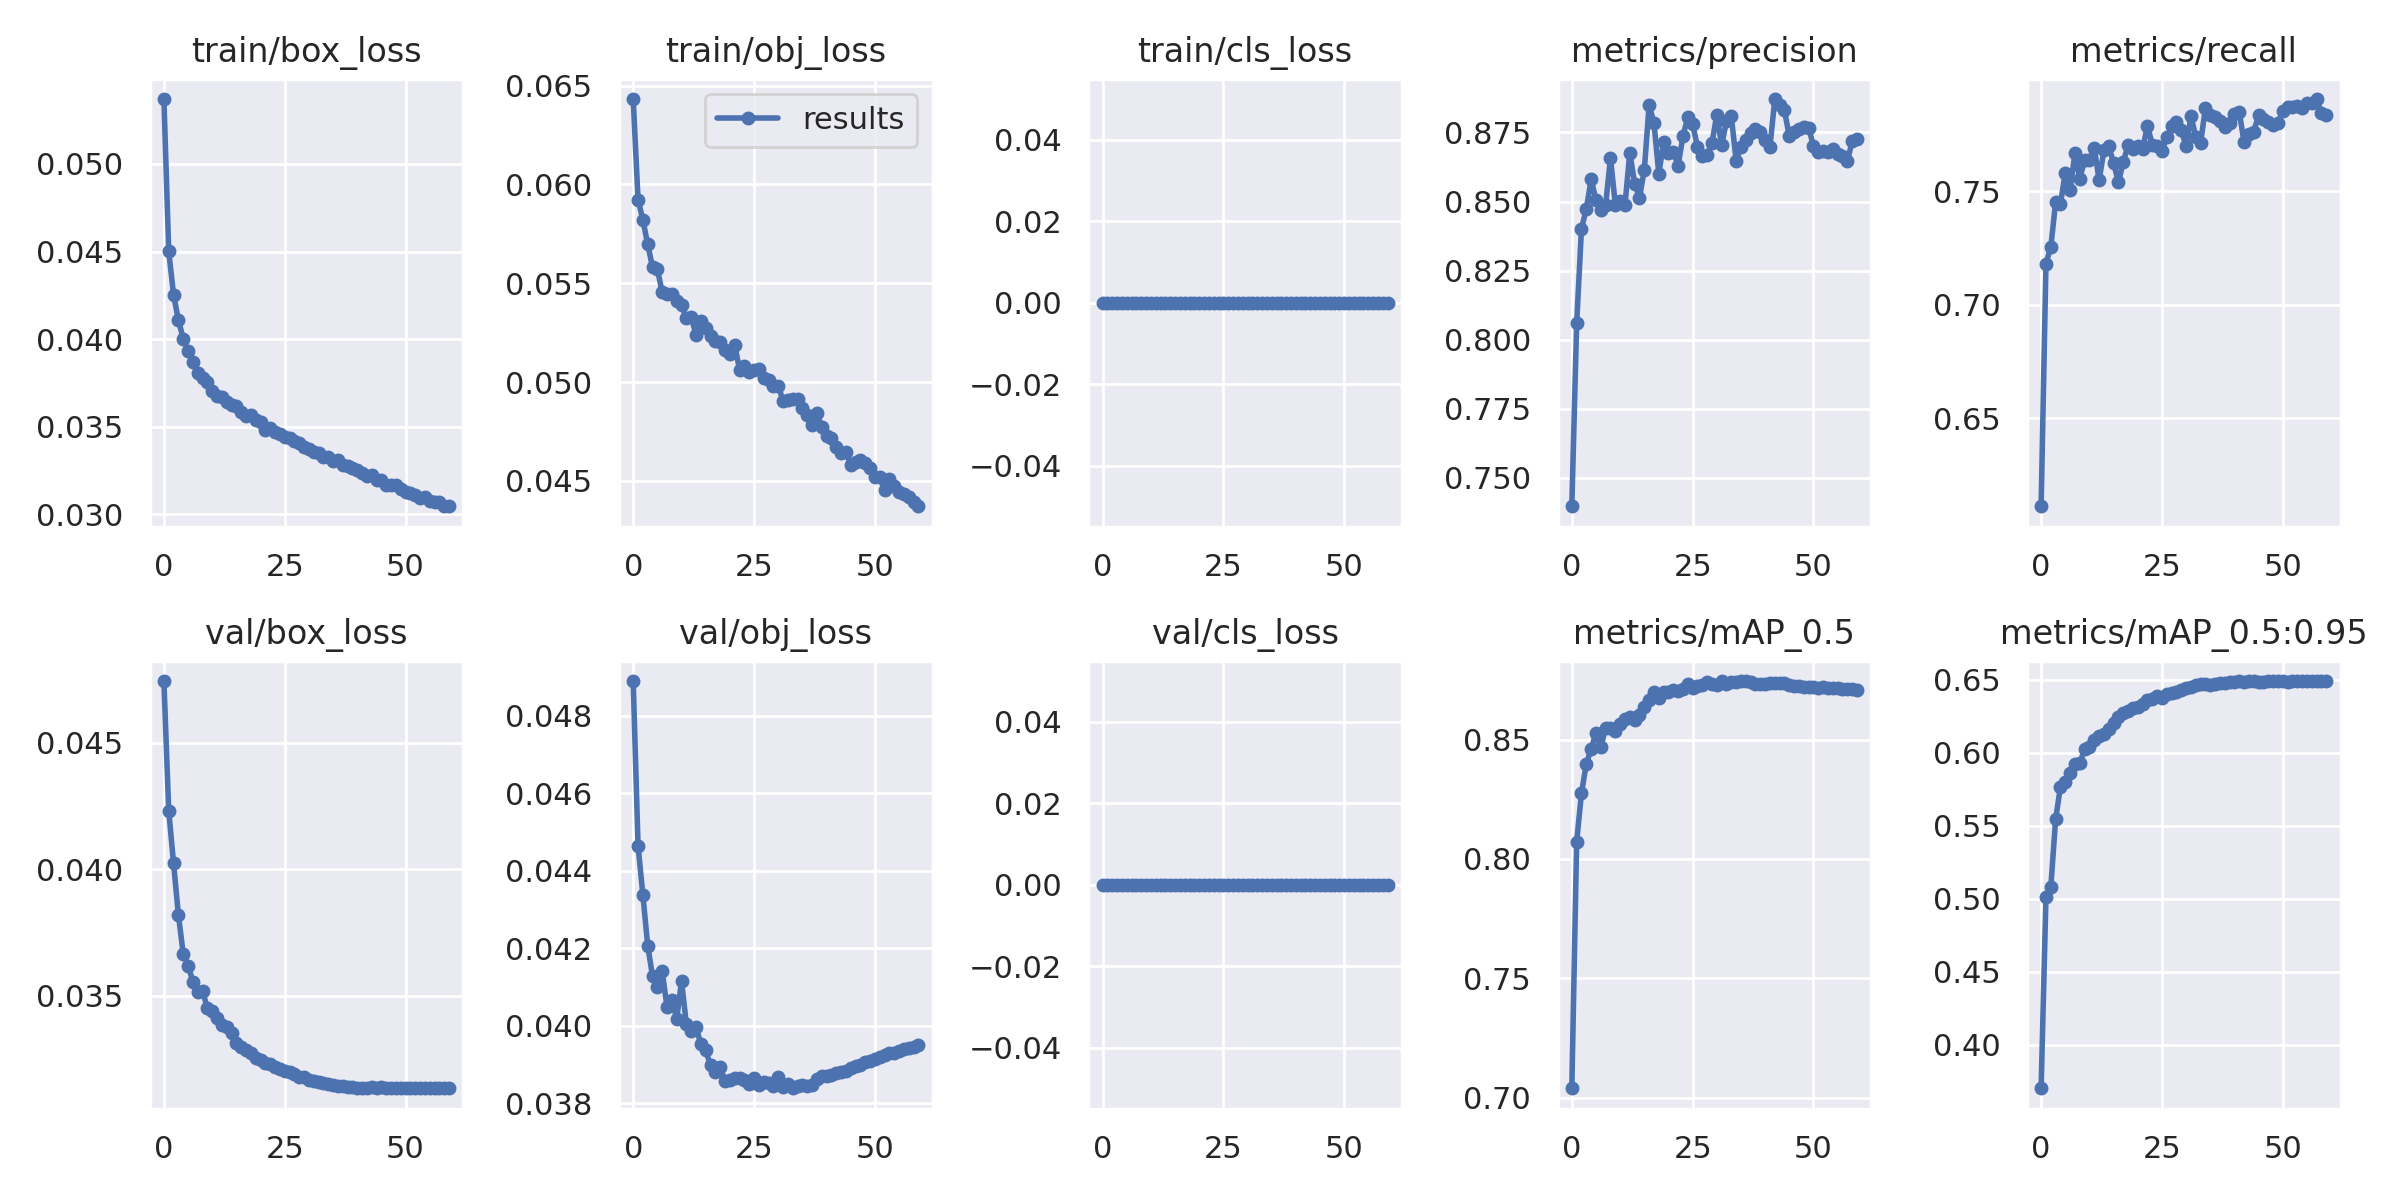 train/box_loss
train/obj_loss
train/cls_loss
metrics/precision
metrics/recall
0.050
0.045
0.040
0.035
0.030
0 25 50
0.065
0.060
0.055
0.050
0.045
results
0 25 50
0.04
0.02
0.00
−0.02
−0.04
0 25 50
0.875
0.850
0.825
0.800
0.775
0.750
0 25 50
0.75
0.70
0.65
0 25 50
val/box_loss
val/obj_loss
val/cls_loss
metrics/mAP_0.5
metrics/mAP_0.5:0.95
0.045
0.040
0.035
0 25 50
0.048
0.046
0.044
0.042
0.040
0.038
0 25 50
0.04
0.02
0.00
−0.02
−0.04
0 25 50
0.85
0.80
0.75
0.70
0 25 50
0.65
0.60
0.55
0.50
0.45
0.40
0 25 50